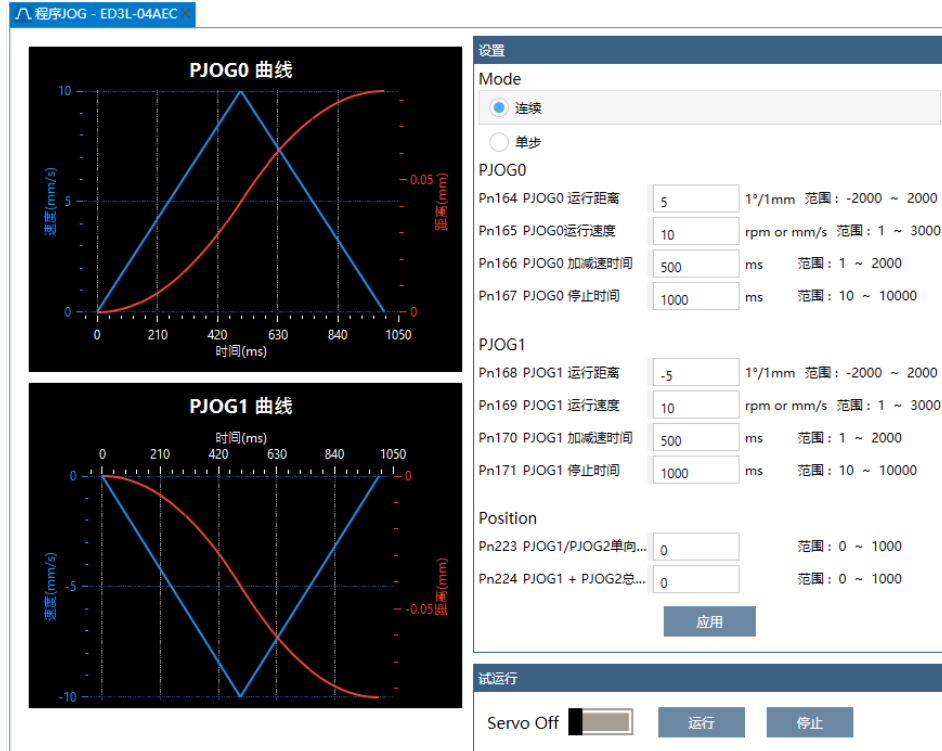 程序JOG - ED3L-04AEC
PJOG0 曲线
10
5
0
速度(mm/s)
0.05
0
距离(mm)
0 210 420 630 840 1050
时间(ms)
PJOG1 曲线
时间(ms)
0 210 420 630 840 1050
0
-5
-10
速度(mm/s)
0
-0.05
距离(mm)
设置
Mode
连续
单步
PJOG0
Pn164 PJOG0 运行距离 5 1°/1mm 范围: -2000 ~ 2000
Pn165 PJOG0运行速度 10 rpm or mm/s 范围: 1 ~ 3000
Pn166 PJOG0 加减速时间 500 ms 范围: 1 ~ 2000
Pn167 PJOG0 停止时间 1000 ms 范围: 10 ~ 10000
PJOG1
Pn168 PJOG1 运行距离 -5 1°/1mm 范围: -2000 ~ 2000
Pn169 PJOG1 运行速度 10 rpm or mm/s 范围: 1 ~ 3000
Pn170 PJOG1 加减速时间 500 ms 范围: 1 ~ 2000
Pn171 PJOG1 停止时间 1000 ms 范围: 10 ~ 10000
Position
Pn223 PJOG1/PJOG2单向... 0 范围: 0 ~ 1000
Pn224 PJOG1 + PJOG2总... 0 范围: 0 ~ 1000
应用
试运行
Servo Off 运行 停止